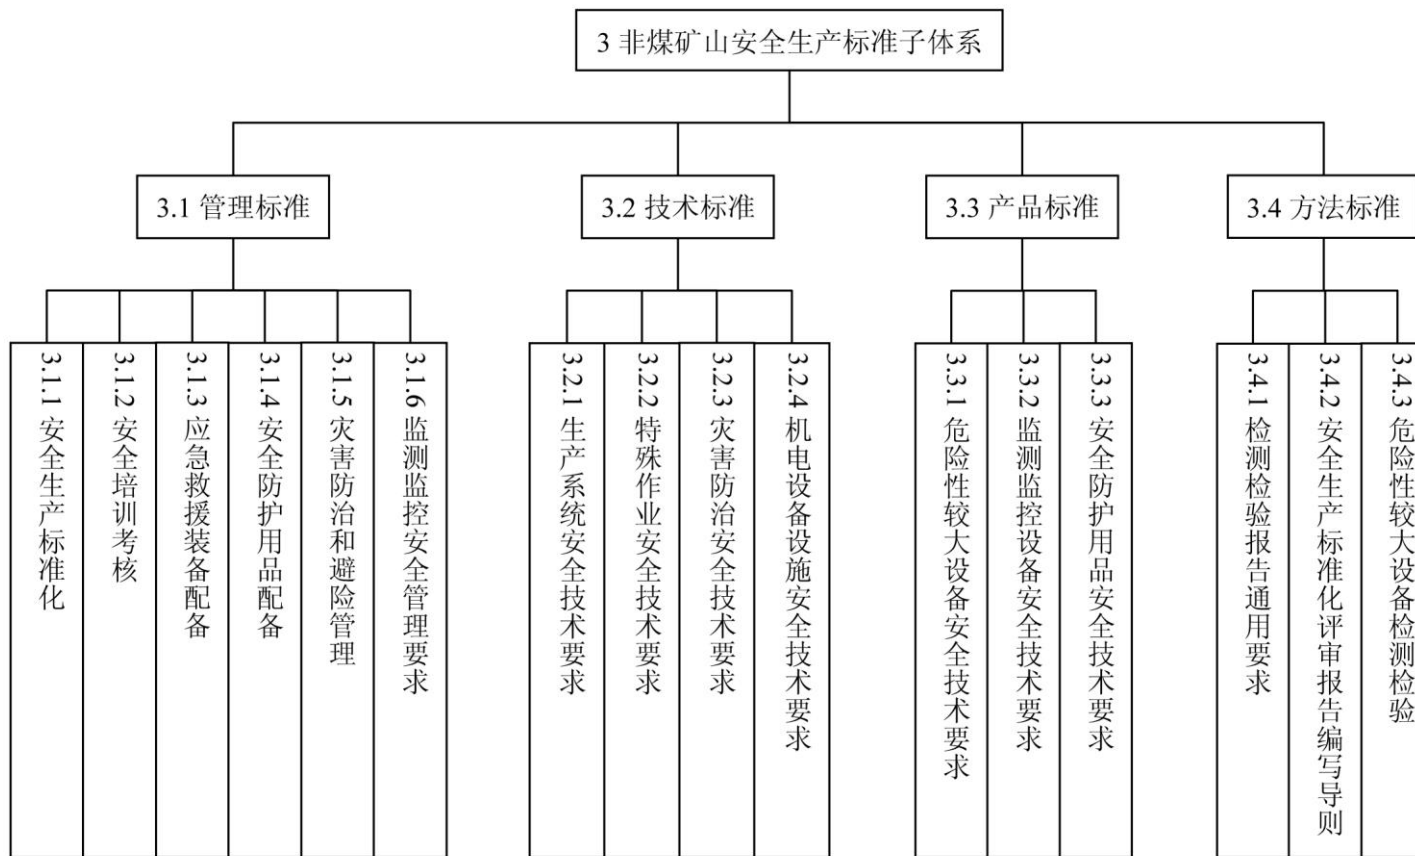 3 非煤矿山安全生产标准子体系
3.1 管理标准
3.2 技术标准
3.3 产品标准
3.4 方法标准
3.1.1 安全生产标准化
3.1.2 安全培训考核
3.1.3 应急救援装备配备
3.1.4 安全防护用品配备
3.1.5 灾害防治和避险管理
3.1.6 监测监控安全管理要求
3.2.1 生产系统安全技术要求
3.2.2 特殊作业安全技术要求
3.2.3 灾害防治安全技术要求
3.2.4 机电设备设施安全技术要求
3.3.1 危险性较大设备安全技术要求
3.3.2 监测监控设备安全技术要求
3.3.3 安全防护用品安全技术要求
3.4.1 检测检验报告通用要求
3.4.2 安全生产标准化评审报告编写导则
3.4.3 危险性较大设备检测检验